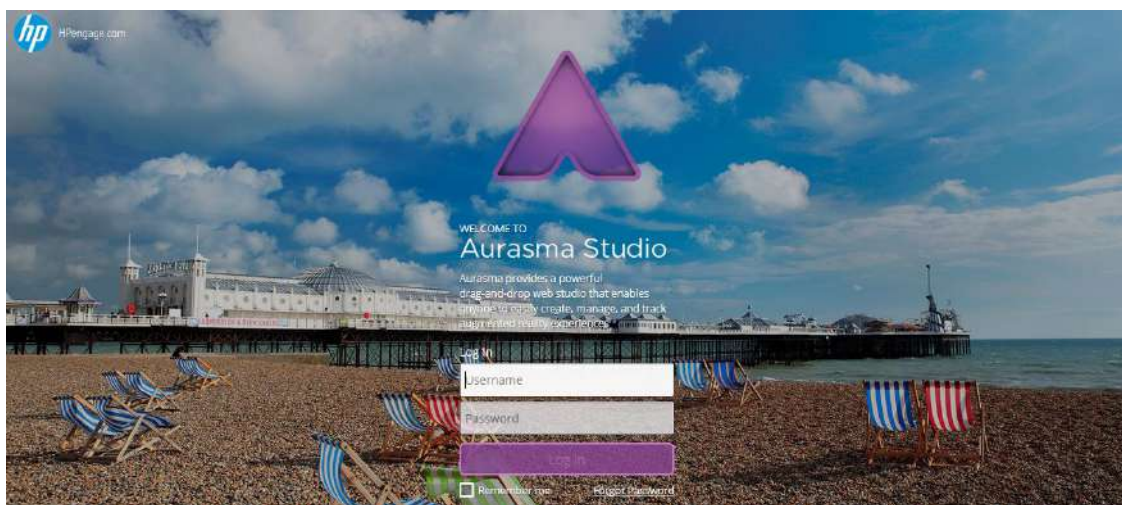 hp HPengage.com
WELCOME TO
Aurasma Studio
Aurasma provides a powerful
drag-and-drop web studio that enables
anyone to easily create, manage, and track
augmented reality experiences.
Log In
Username
Password
Log In
Remember me Forgot Password